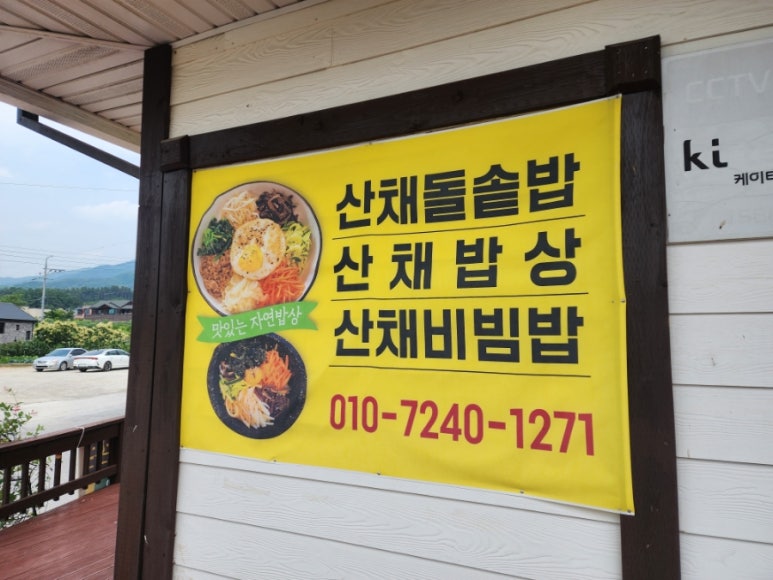 산채돌솥밥
산채밥상
산채비빔밥
맛있는 자연밥상
010-7240-1271
CCTV
ki
케이티